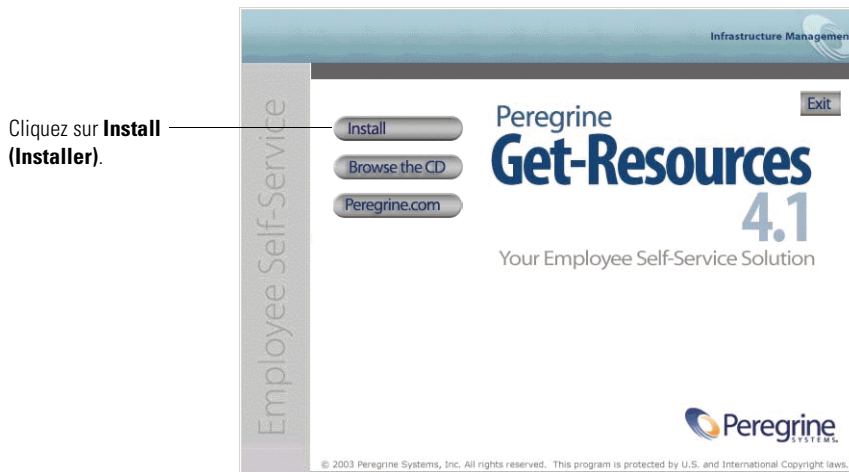 Infrastructure Managemen
Cliquez sur Install
(Installer).
Employee Self-Service
Install
Browse the CD
Peregrine.com
Exit
Peregrine
Get-Resources
4.1
Your Employee Self-Service Solution
Peregrine
SYSTEMS.
© 2003 Peregrine Systems, Inc. All rights reserved. This program is protected by U.S. and International Copyright laws.